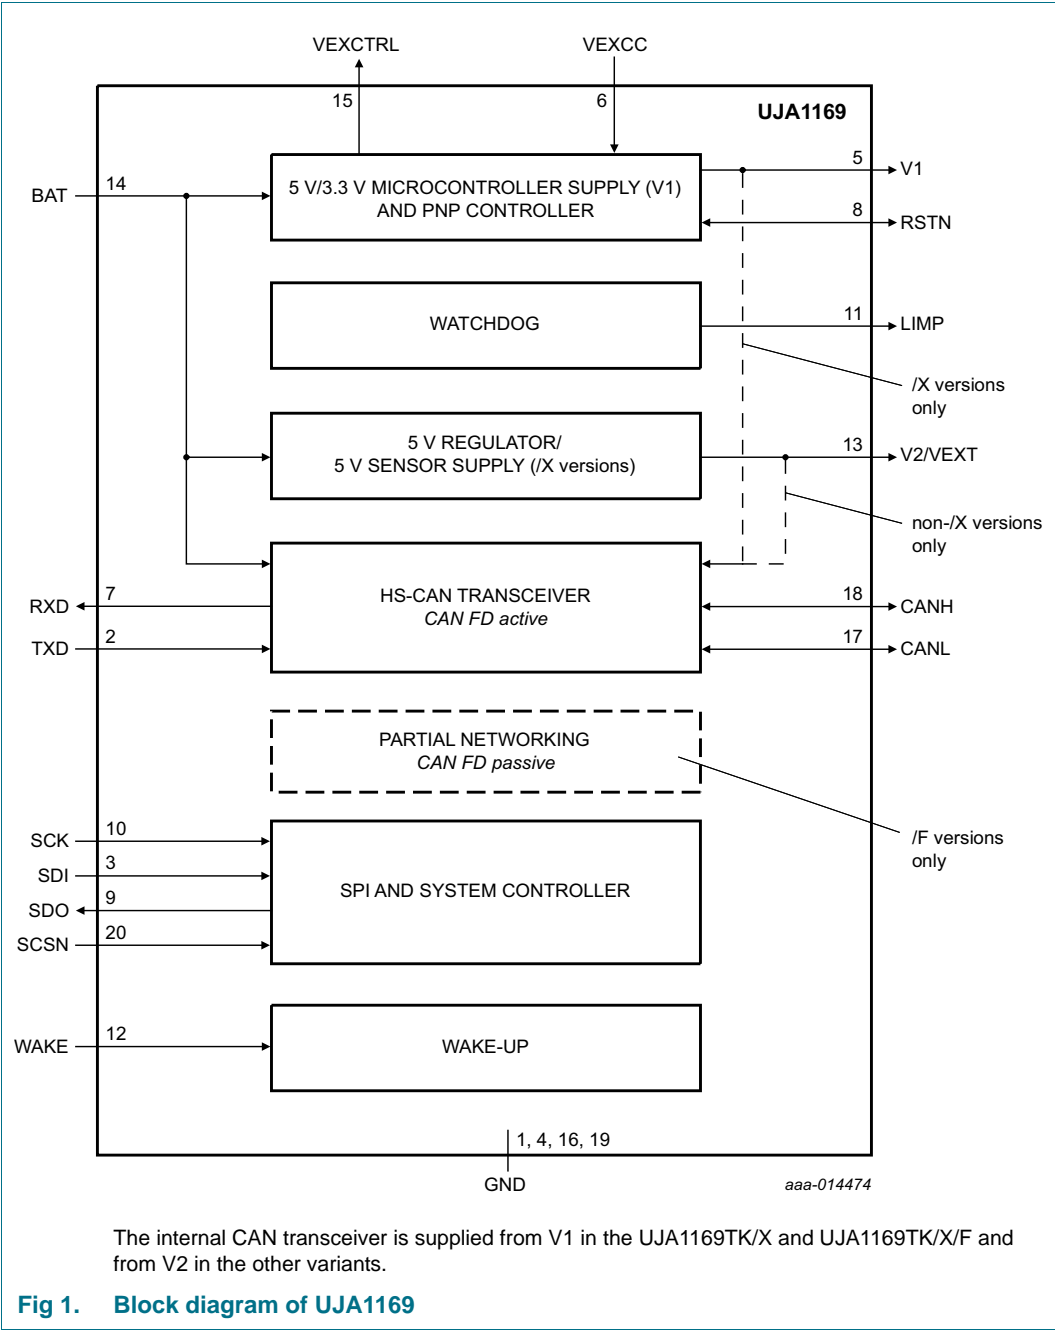 VEXCTRL
VEXCC
15
6
UJA1169
BAT
14
5 V/3.3 V MICROCONTROLLER SUPPLY (V1)
AND PNP CONTROLLER
5
V1
8
RSTN
WATCHDOG
11
LIMP
/X versions
only
5 V REGULATOR/
5 V SENSOR SUPPLY (/X versions)
13
V2/VEXT
non-/X versions
only
RXD
7
TXD
2
HS-CAN TRANSCEIVER
CAN FD active
18
CANH
17
CANL
PARTIAL NETWORKING
CAN FD passive
/F versions
only
SCK
10
SDI
3
SDO
9
SCSN
20
SPI AND SYSTEM CONTROLLER
WAKE
12
WAKE-UP
1, 4, 16, 19
GND
aaa-014474
The internal CAN transceiver is supplied from V1 in the UJA1169TK/X and UJA1169TK/X/F and
from V2 in the other variants.
Fig 1. Block diagram of UJA1169